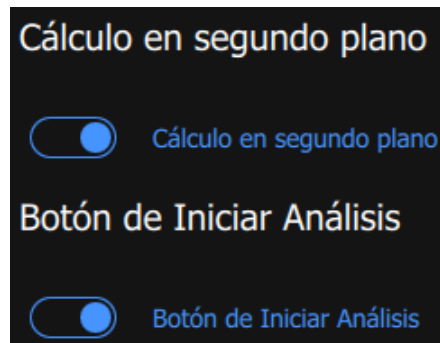 Cálculo en segundo plano
Cálculo en segundo plano
Botón de Iniciar Análisis
Botón de Iniciar Análisis